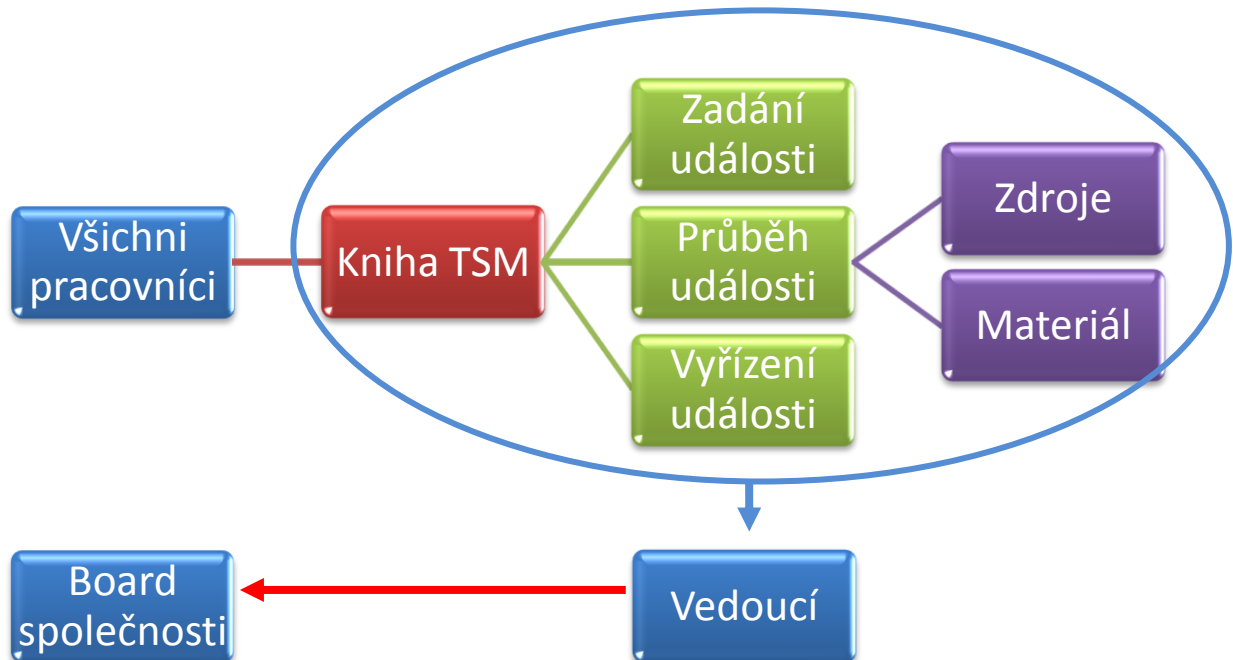 Všichni
pracovníci
Kniha TSM
Zadání
události
Průběh
události
Vyřízení
události
Zdroje
Materiál
Board
společnosti
Vedoucí